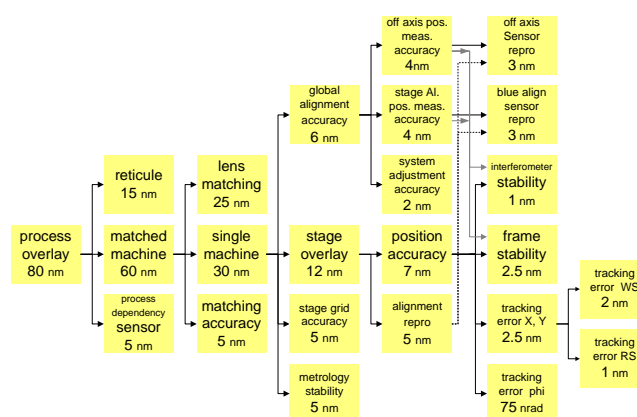 off axis pos.
meas.
accuracy
4nm
off axis
Sensor
repro
3 nm
global
alignment
accuracy
6 nm
stage Al.
pos. meas.
accuracy
4 nm
blue align
sensor
repro
3 nm
reticule
15 nm
lens
matching
25 nm
system
adjustment
accuracy
2 nm
interferometer
stability
1 nm
process
overlay
80 nm
matched
machine
60 nm
single
machine
30 nm
stage
overlay
12 nm
position
accuracy
7 nm
frame
stability
2.5 nm
tracking
error WS
2 nm
process
dependency
sensor
5 nm
matching
accuracy
5 nm
stage grid
accuracy
5 nm
alignment
repro
5 nm
tracking
error X, Y
2.5 nm
tracking
error RS
1 nm
metrology
stability
5 nm
tracking
error phi
75 nrad